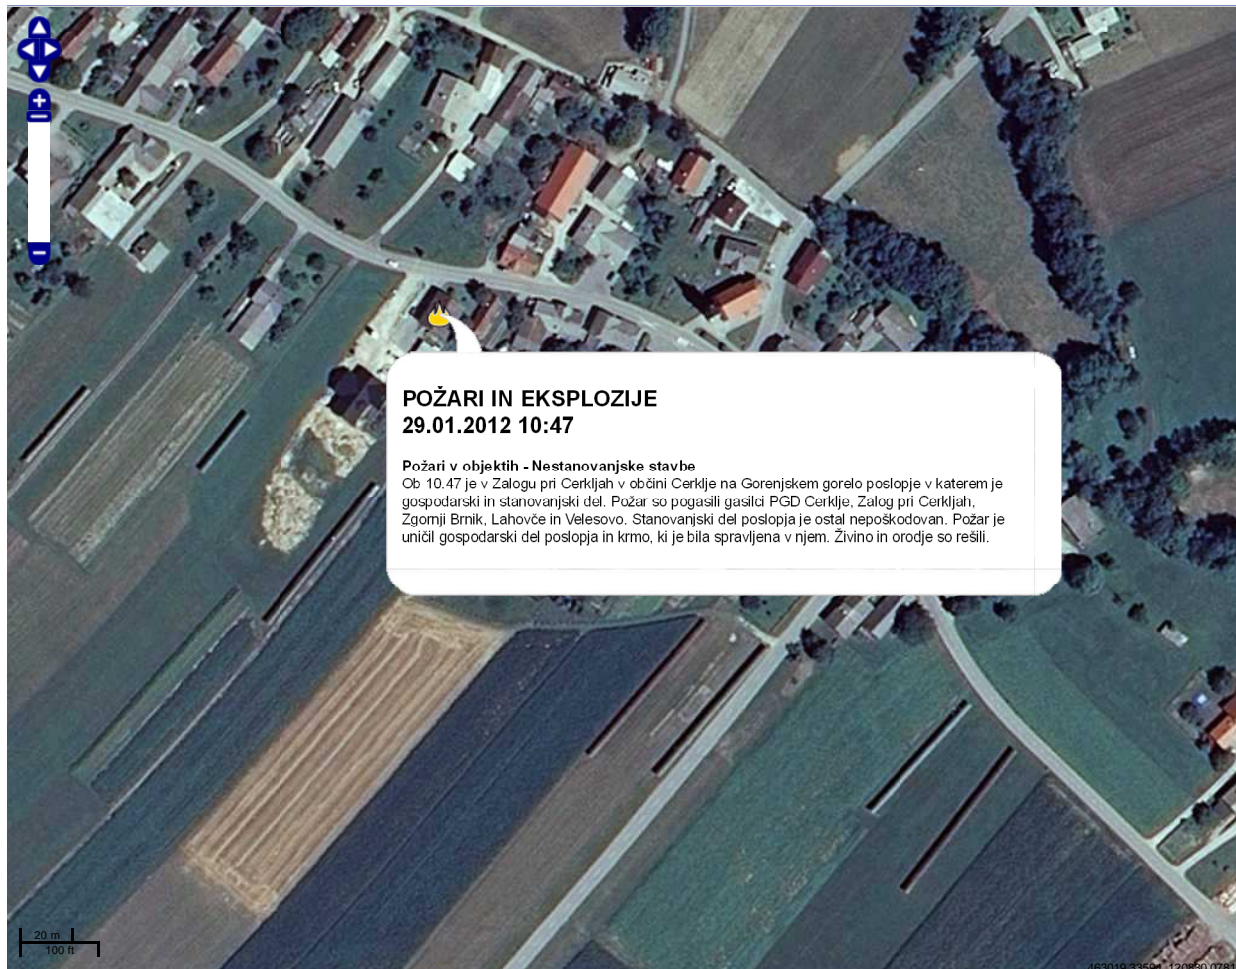 POŽARI IN EKSPLOZIJE
29.01.2012 10:47
Požari v objektih - Nestanovanjske stavbe
Ob 10.47 je v Zalogu pri Cerkljah v občini Cerklje na Gorenjskem gorelo poslopje v katerem je
gospodarski in stanovanjski del. Požar so pogasili gasilci PGD Cerklje, Zalog pri Cerkljah,
Zgornji Brnik, Lahovče in Velesovo. Stanovanjski del poslopja je ostal nepoškodovan. Požar je
uničil gospodarski del poslopja in krmo, ki je bila spravljena v njem. Živino in orodje so rešili.
20 m
100 ft